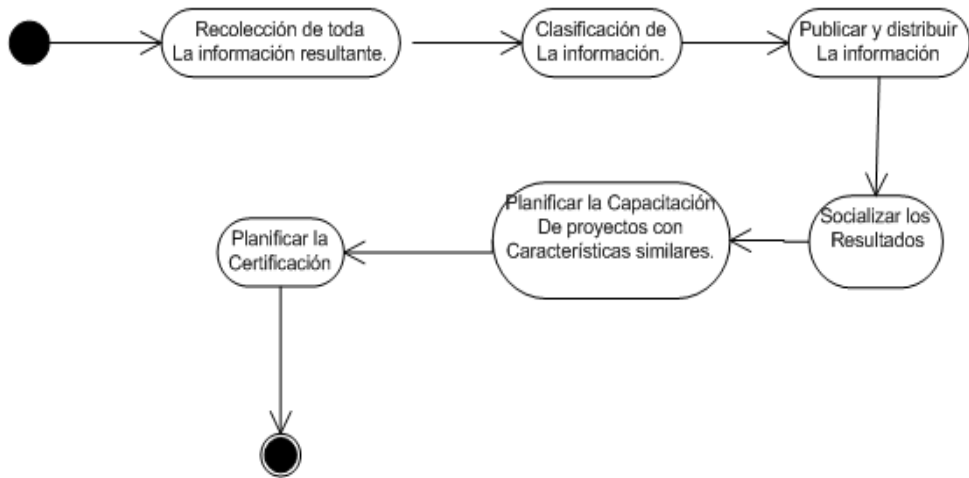 Recolección de toda
La información resultante.
Clasificación de
La información.
Publicar y distribuir
La información
Socializar los
Resultados
Planificar la Capacitación
De proyectos con
Características similares.
Planificar la
Certificación